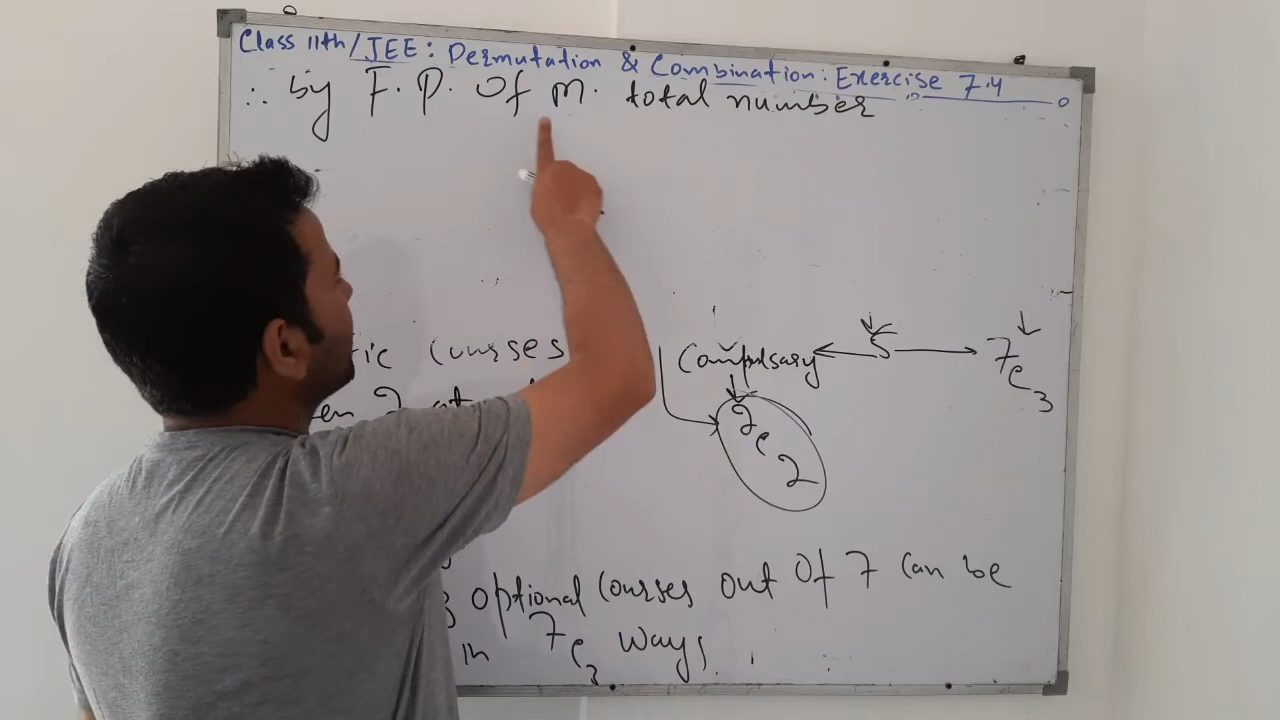 Class 11th/JEE: Permutation & Combination: Exercise 7.4
∴ by F. P. Of M. total number
courses
Compulsary ← 5 → 7c3
2c2
optional courses out Of 7 can be
in 7c3 ways.